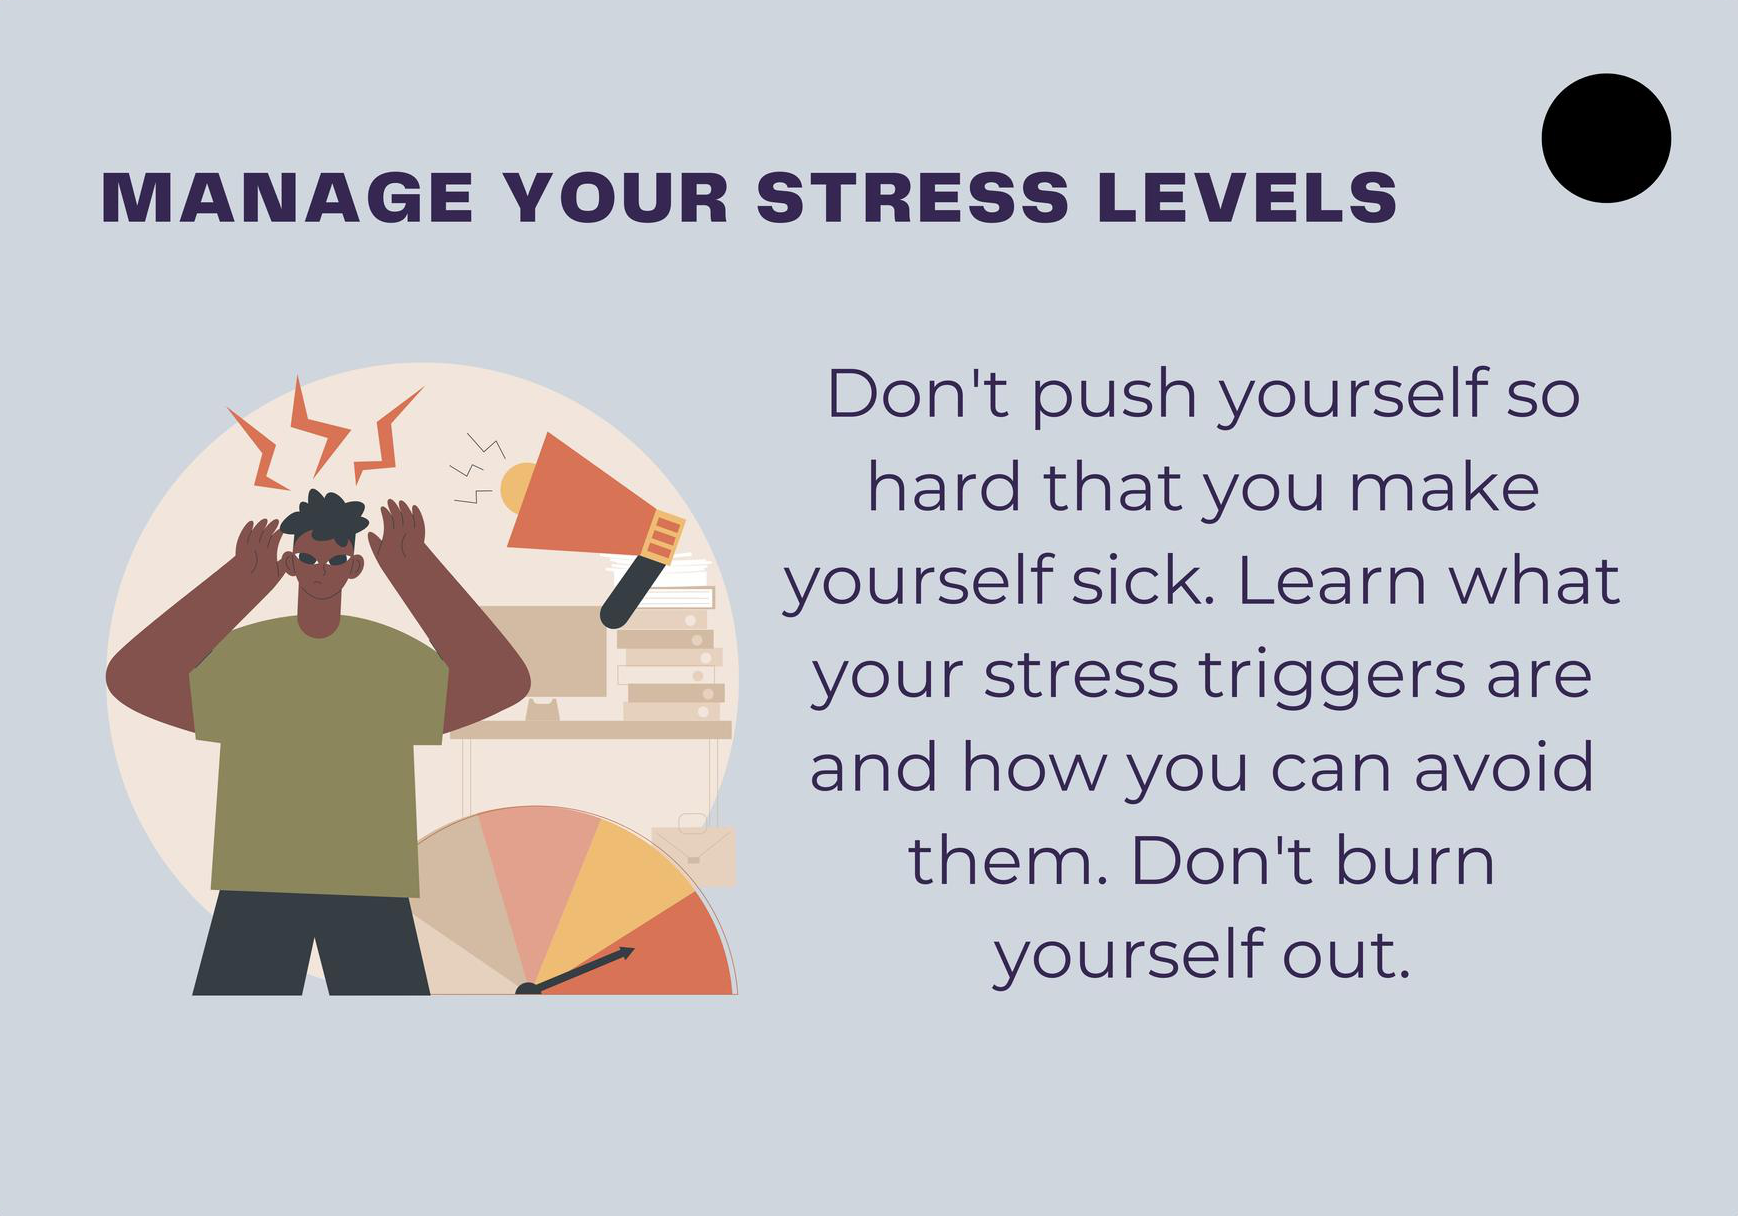 MANAGE YOUR STRESS LEVELS
Don't push yourself so
hard that you make
yourself sick. Learn what
your stress triggers are
and how you can avoid
them. Don't burn
yourself out.